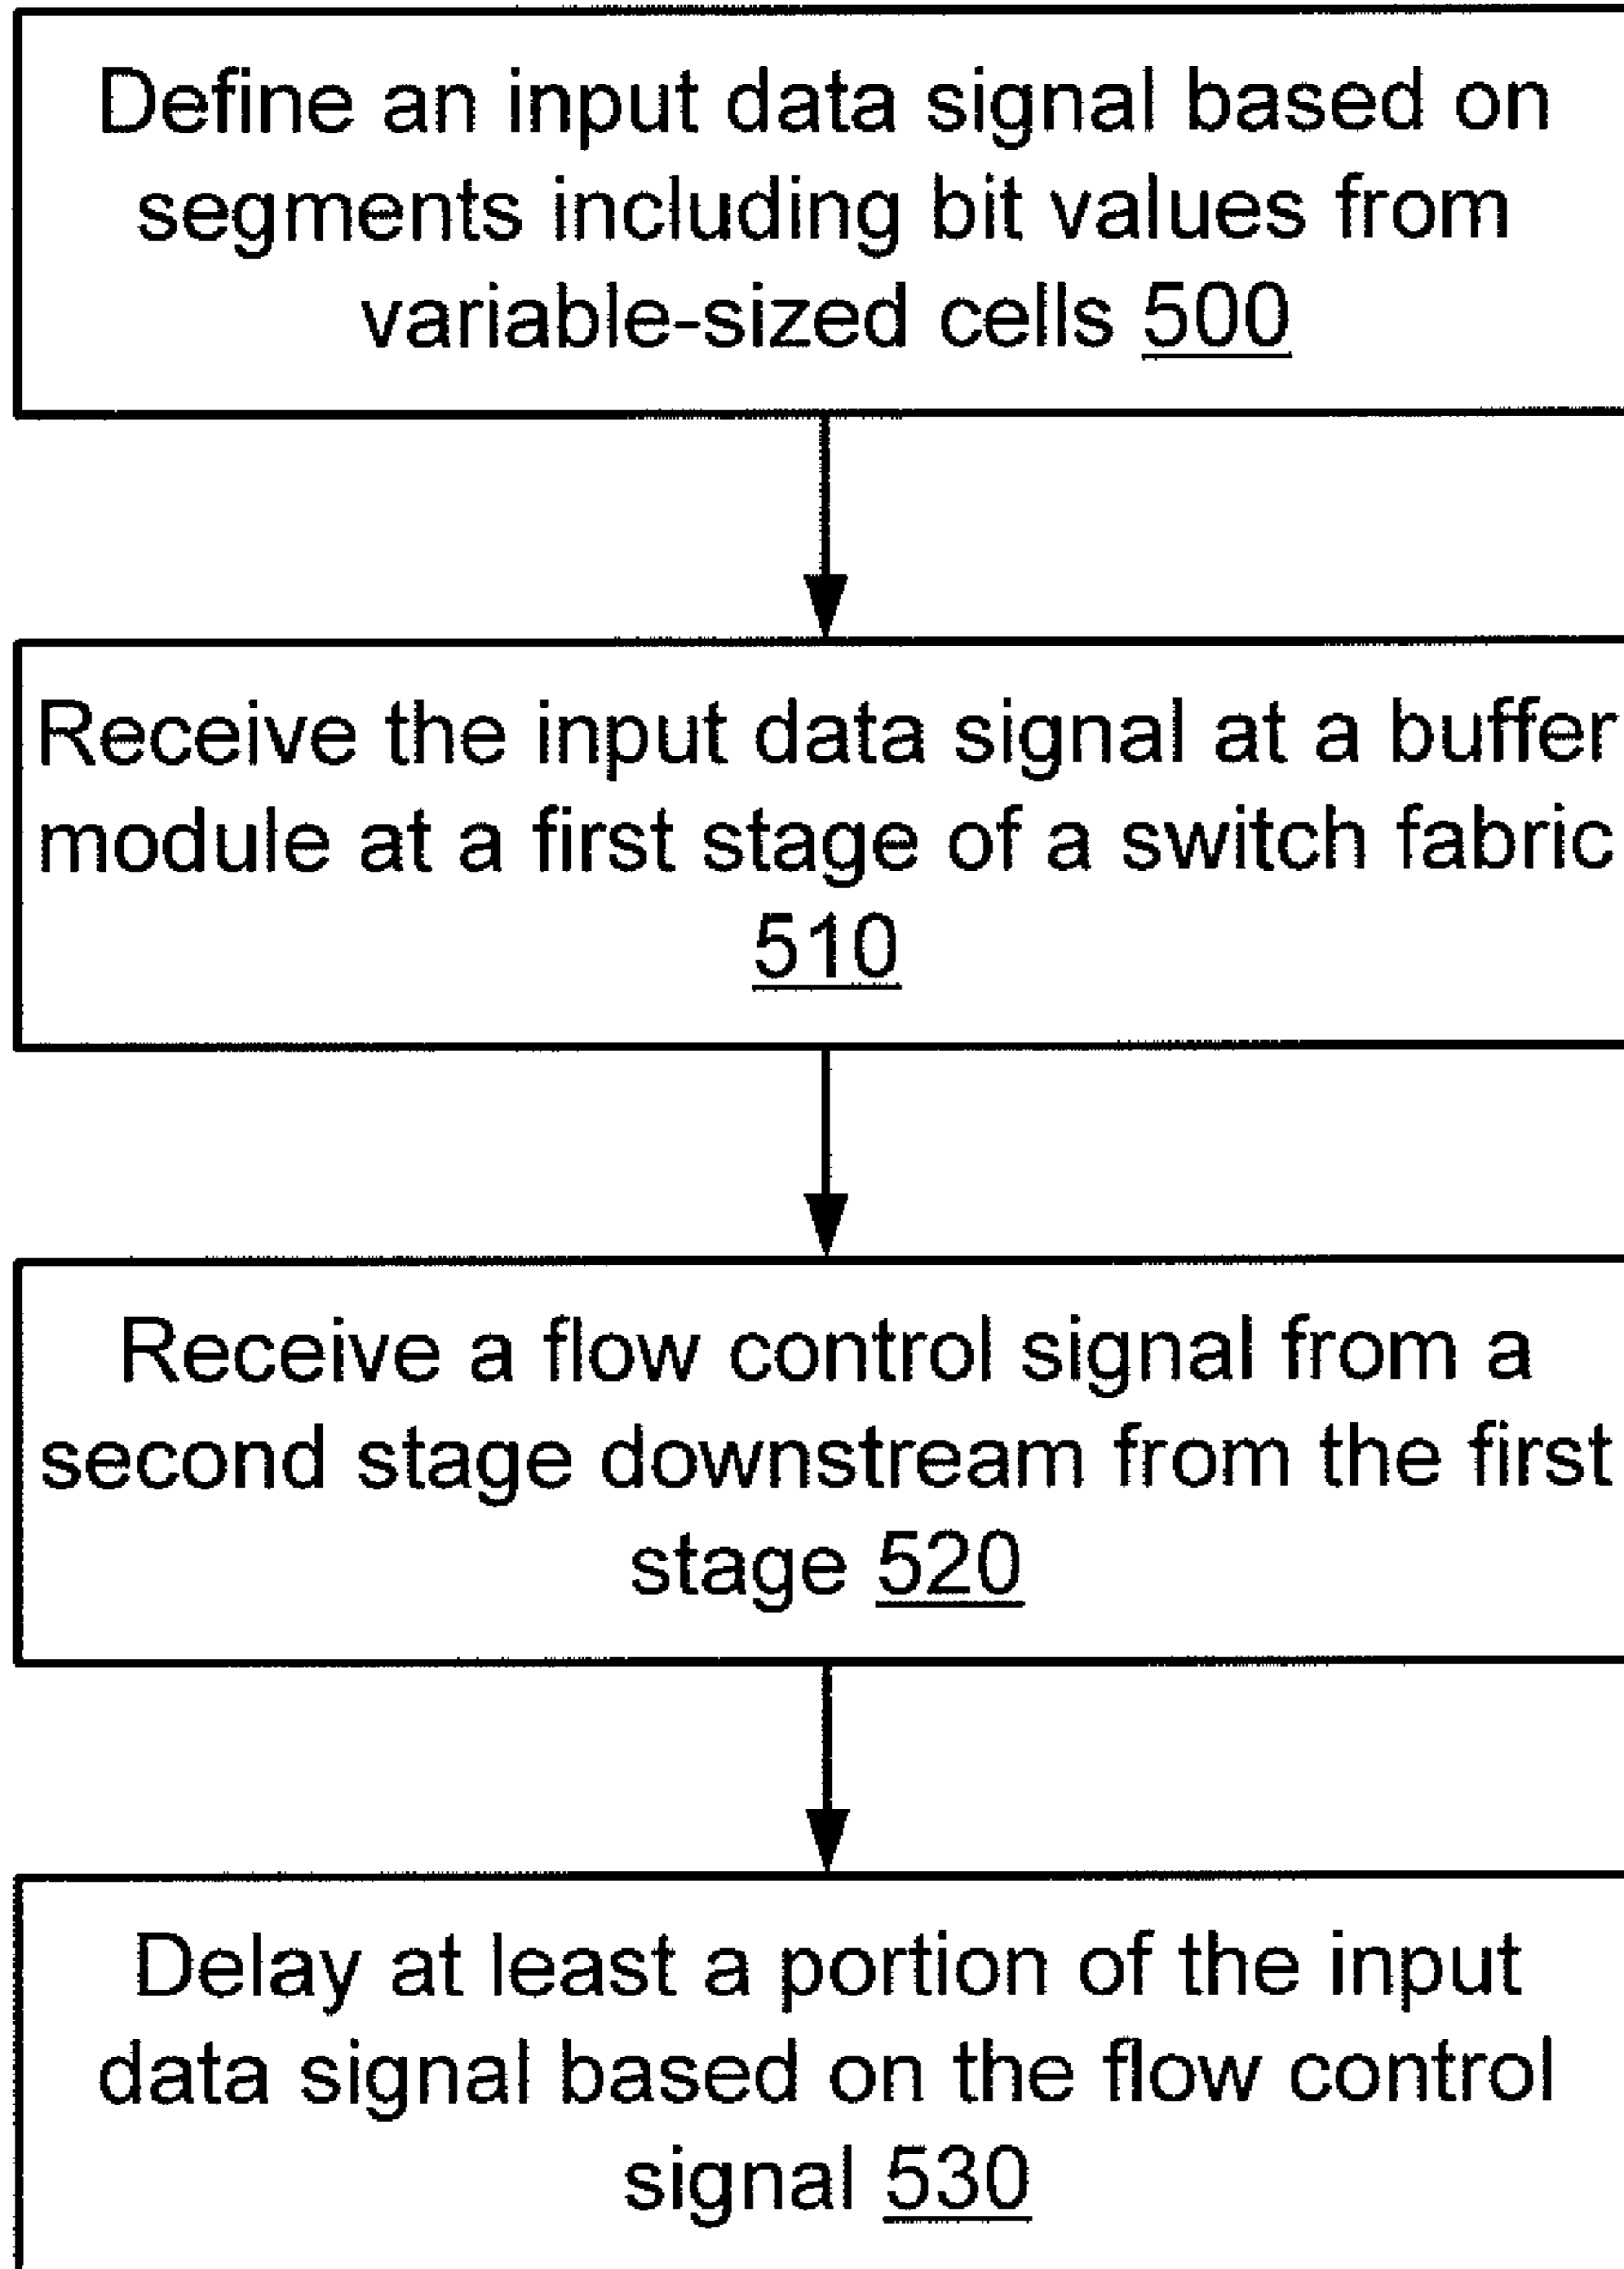 Define an input data signal based on
segments including bit values from
variable-sized cells 500
Receive the input data signal at a buffer
module at a first stage of a switch fabric
510
Receive a flow control signal from a
second stage downstream from the first
stage 520
Delay at least a portion of the input
data signal based on the flow control
signal 530